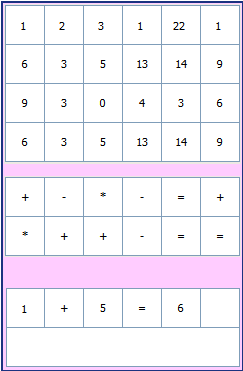 1 2 3 1 22 1
6 3 5 13 14 9
9 3 0 4 3 6
6 3 5 13 14 9
+ - * - = +
* + + - = =
1 + 5 = 6